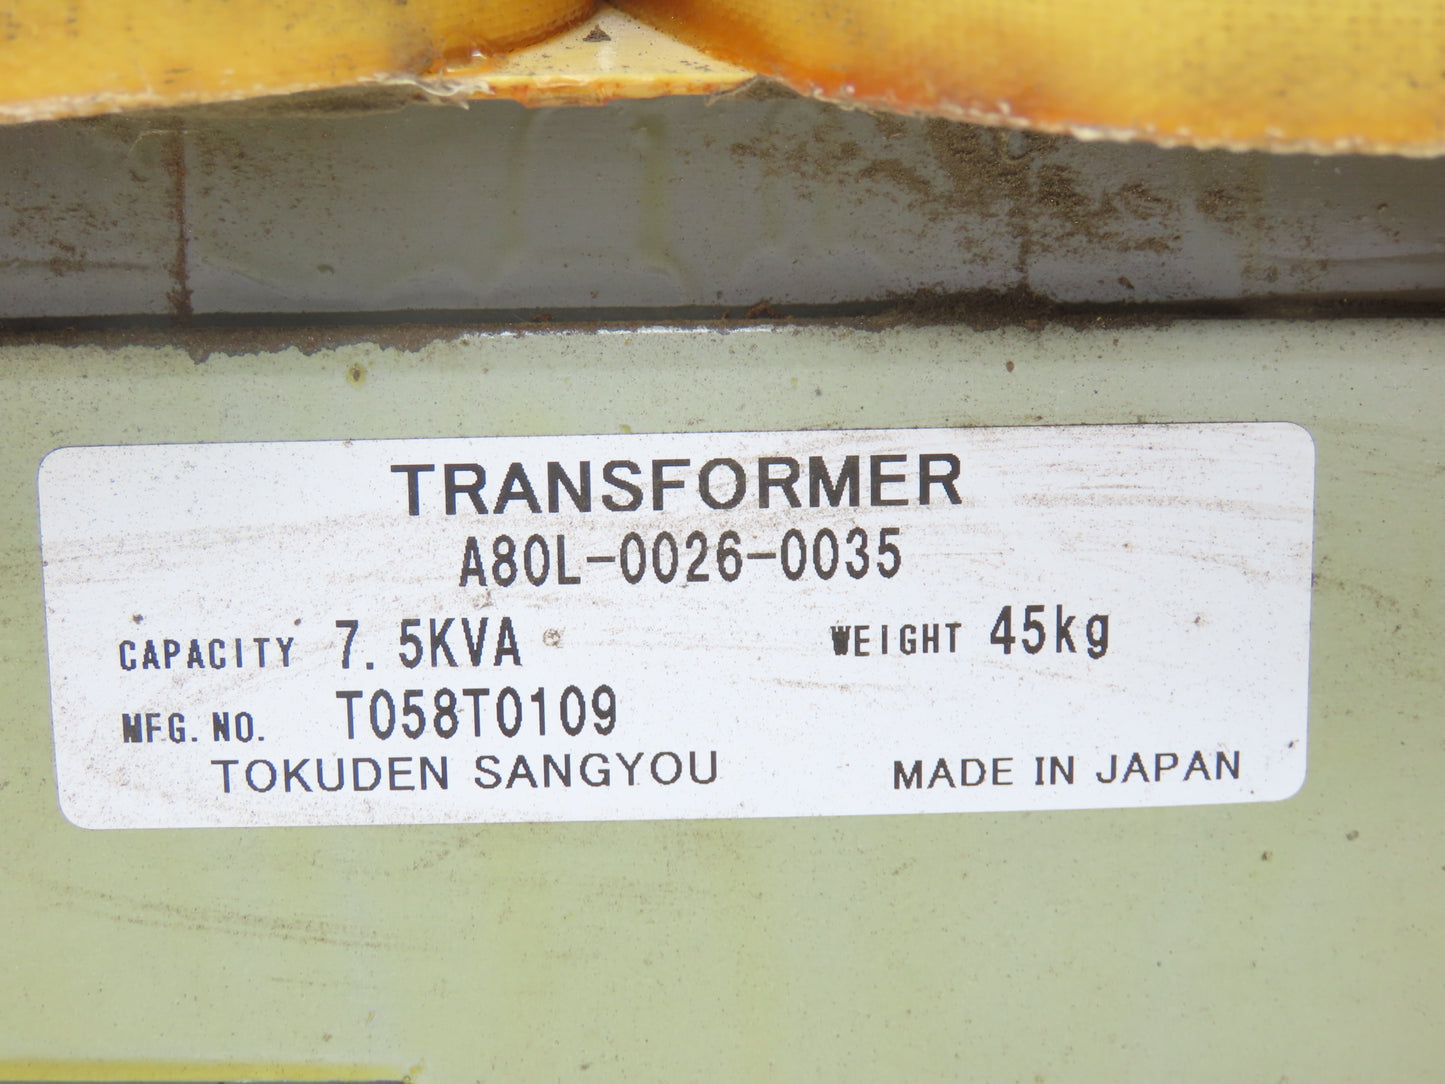 TRANSFORMER
A80L-0026-0035
CAPACITY 7.5KVA WEIGHT 45kg
MFG.NO. T058T0109
TOKUDEN SANGYOU MADE IN JAPAN